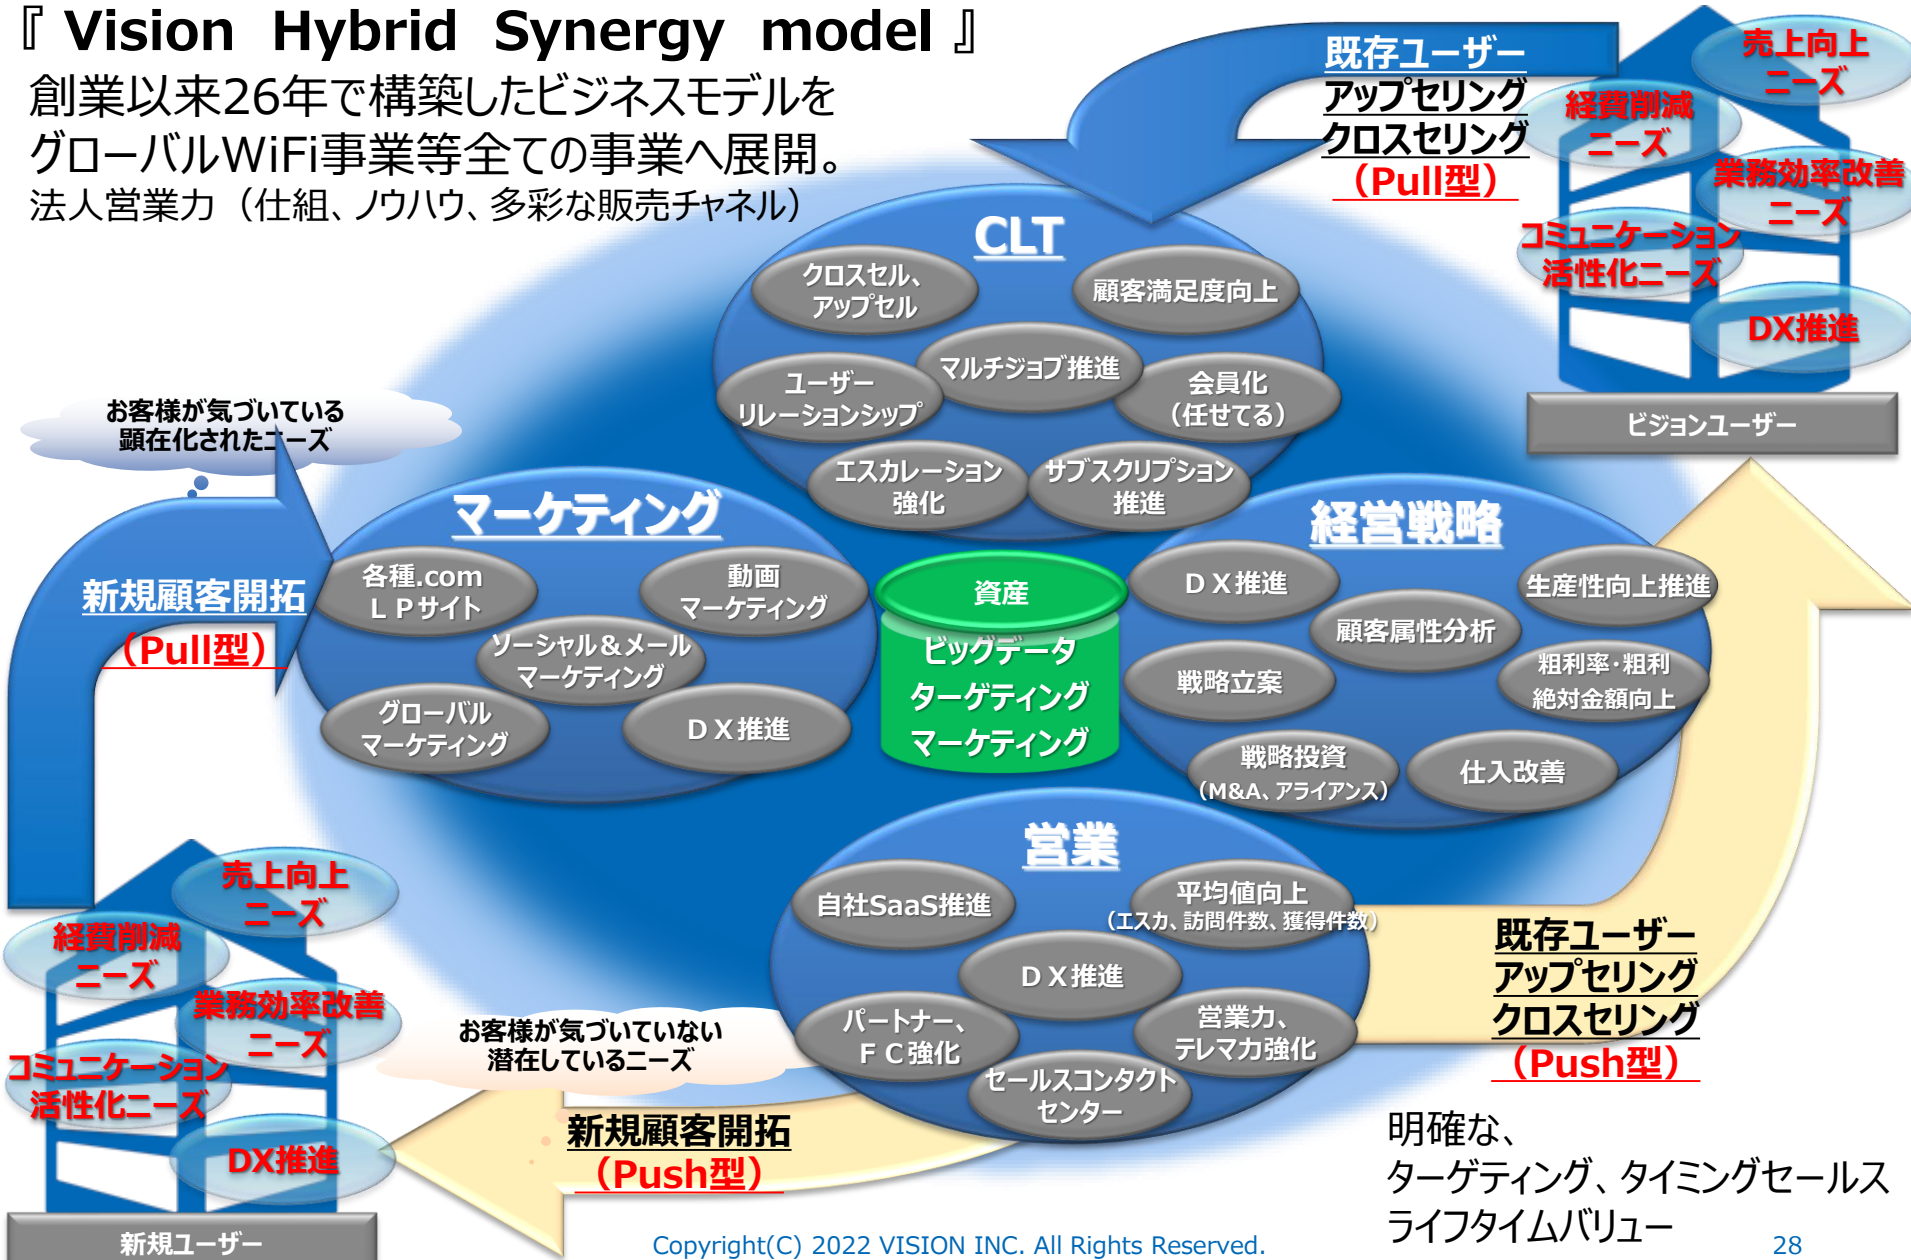 『 Vision Hybrid Synergy model 』
創業以来26年で構築したビジネスモデルを
グローバルWiFi事業等全ての事業へ展開。
法人営業力（仕組、ノウハウ、多彩な販売チャネル）
既存ユーザー
アップセリング
クロスセリング
（Pull型）
売上向上
ニーズ
経費削減
ニーズ
業務効率改善
ニーズ
コミュニケーション
活性化ニーズ
DX推進
ビジョンユーザー
CLT
クロスセル、
アップセル
顧客満足度向上
マルチジョブ推進
ユーザー
リレーションシップ
会員化
（任せてる）
エスカレーション
強化
サブスクリプション
推進
お客様が気づいている
顕在化されたニーズ
新規顧客開拓
（Pull型）
マーケティング
各種.com
ＬＰサイト
動画
マーケティング
ソーシャル＆メール
マーケティング
グローバル
マーケティング
ＤＸ推進
資産
ビッグデータ
ターゲティング
マーケティング
経営戦略
ＤＸ推進
生産性向上推進
顧客属性分析
戦略立案
粗利率･粗利
絶対金額向上
戦略投資
（M&A、アライアンス）
仕入改善
営業
自社SaaS推進
平均値向上
（エスカ、訪問件数、獲得件数）
ＤＸ推進
パートナー、
ＦＣ強化
営業力、
テレマ力強化
セールスコンタクト
センター
売上向上
ニーズ
経費削減
ニーズ
業務効率改善
ニーズ
コミュニケーション
活性化ニーズ
DX推進
新規ユーザー
お客様が気づいていない
潜在しているニーズ
新規顧客開拓
（Push型）
既存ユーザー
アップセリング
クロスセリング
（Push型）
明確な、
ターゲティング、タイミングセールス
ライフタイムバリュー
Copyright(C) 2022 VISION INC. All Rights Reserved.
28